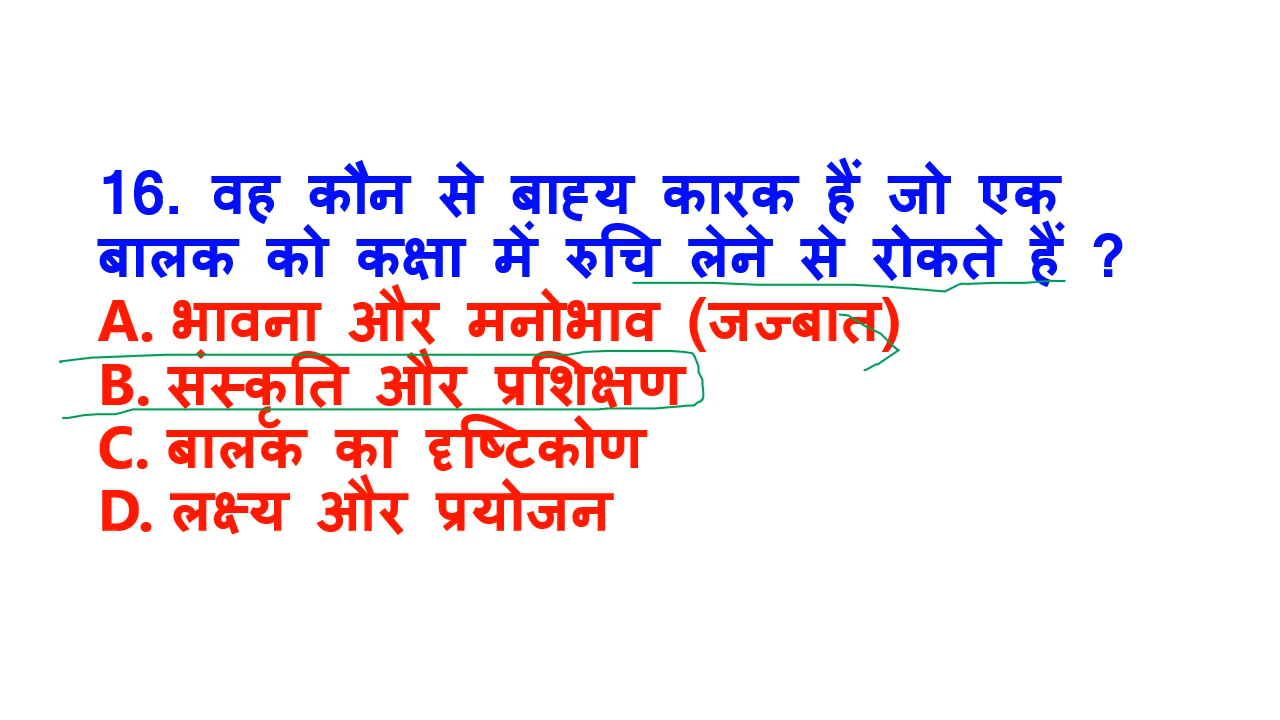 16. वह कौन से बाह्य कारक हैं जो एक
बालक को कक्षा में रुचि लेने से रोकते हैं ?
A. भावना और मनोभाव (जज्बात)
B. संस्कृति और प्रशिक्षण
C. बालक का दृष्टिकोण
D. लक्ष्य और प्रयोजन